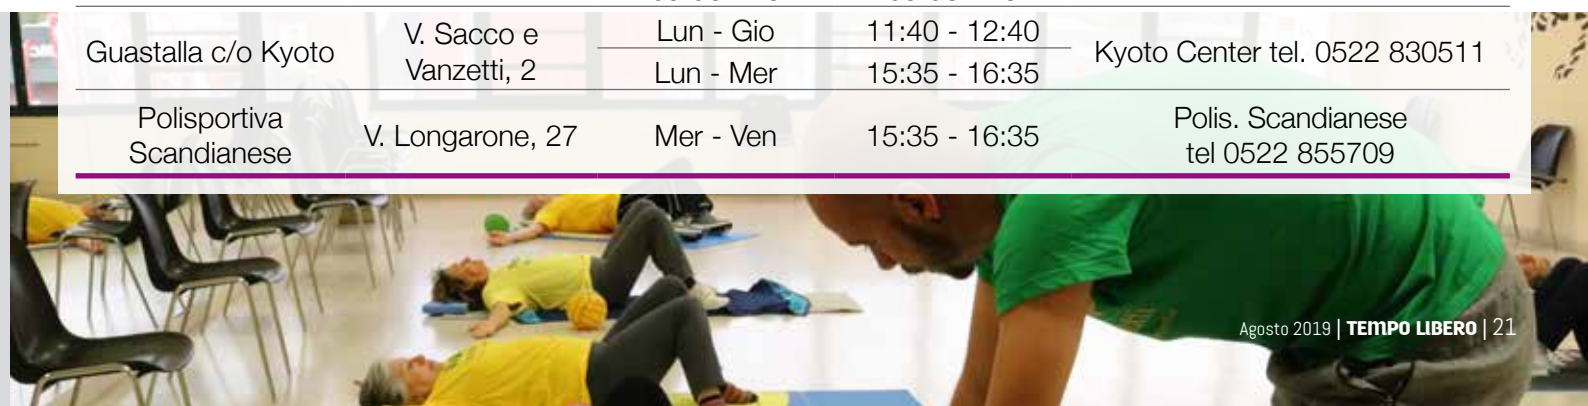 Guastalla c/o Kyoto
V. Sacco e
Vanzetti, 2
Lun - Gio
11:40 - 12:40
Lun - Mer
15:35 - 16:35
Kyoto Center tel. 0522 830511
Polisportiva
Scandianese
V. Longarone, 27
Mer - Ven
15:35 - 16:35
Polis. Scandianese
tel 0522 855709
Agosto 2019 | TEMPO LIBERO | 21